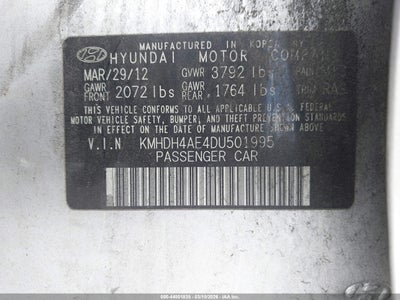 MANUFACTURED IN KOREA BY
HYUNDAI MOTOR COMPANY
MAR/29/12 GVWR 3792 lbs PAINT
GAWR FRONT 2072 lbs GAWR REAR 1764 lbs TRIM
THIS VEHICLE CONFORMS TO ALL APPLICABLE U.S. FEDERAL
MOTOR VEHICLE SAFETY, BUMPER, AND THEFT PREVENTION STANDARDS
IN EFFECT ON THE DATE OF MANUFACTURE SHOWN ABOVE.
V.I.N KMHDH4AE4DU501995
PASSENGER CAR